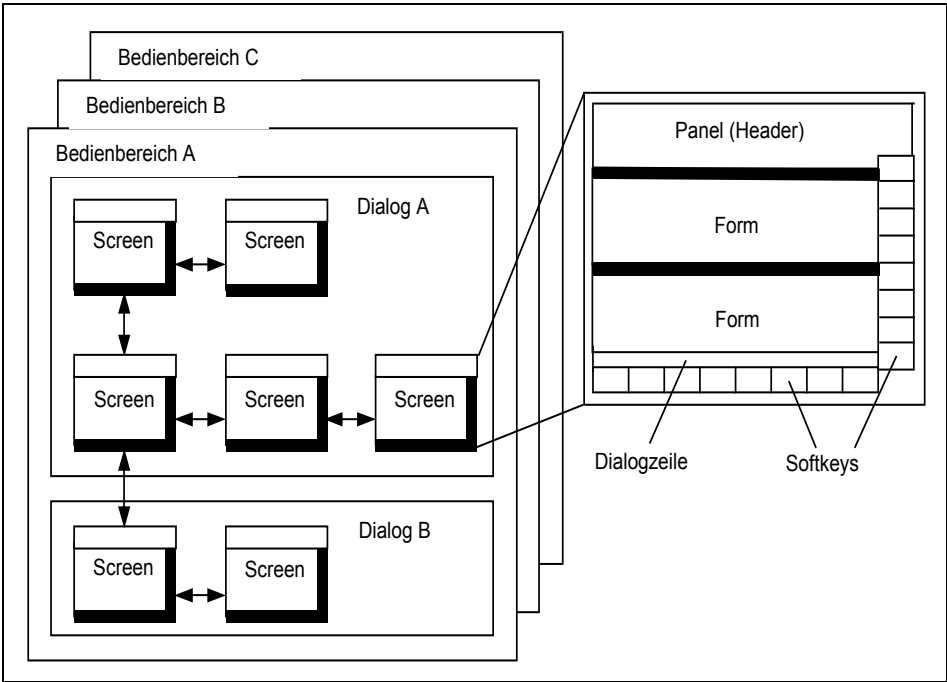 Bedienbereich C
Bedienbereich B
Bedienbereich A
Dialog A
Screen
Screen
Screen
Screen
Screen
Dialog B
Screen
Screen
Panel (Header)
Form
Form
Dialogzeile
Softkeys